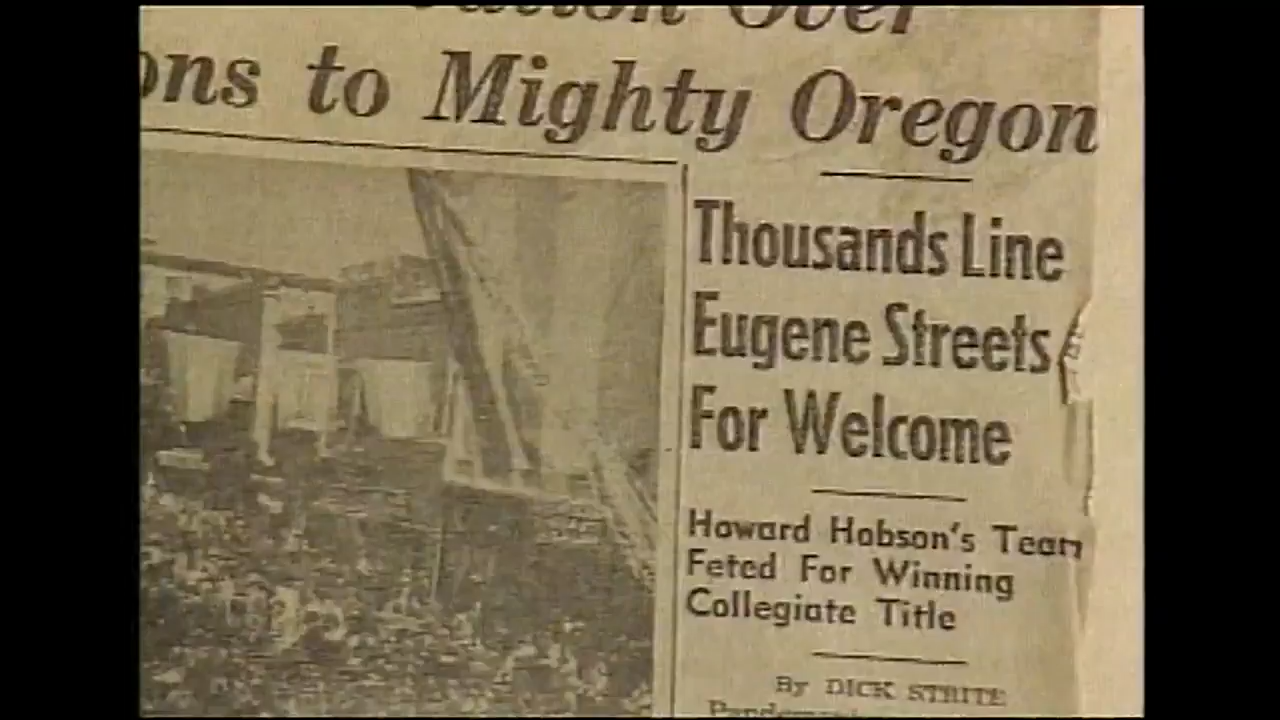 Over
to Mighty Oregon
Thousands Line
Eugene Streets
For Welcome
Howard Hobson's Team
Feted For Winning
Collegiate Title
By DICK STRITE